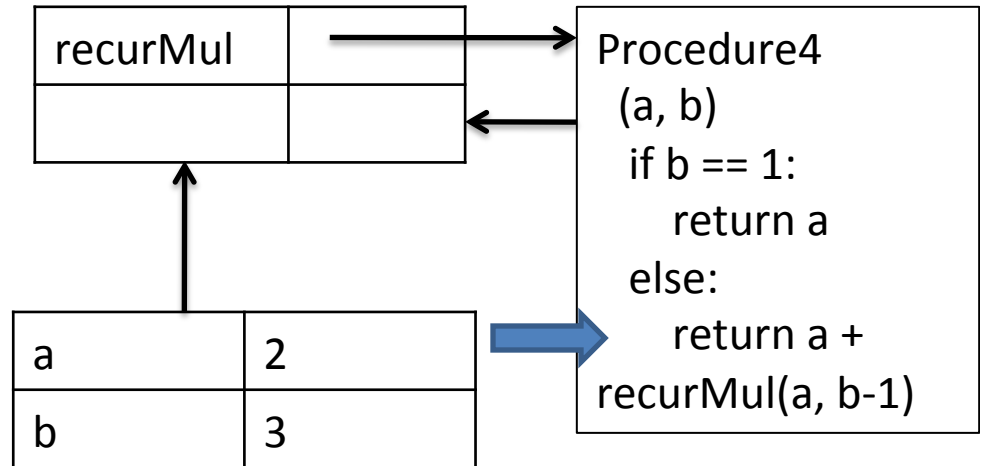 recurMul
Procedure4
(a, b)
if b == 1:
return a
else:
return a +
recurMul(a, b-1)
a 2
b 3